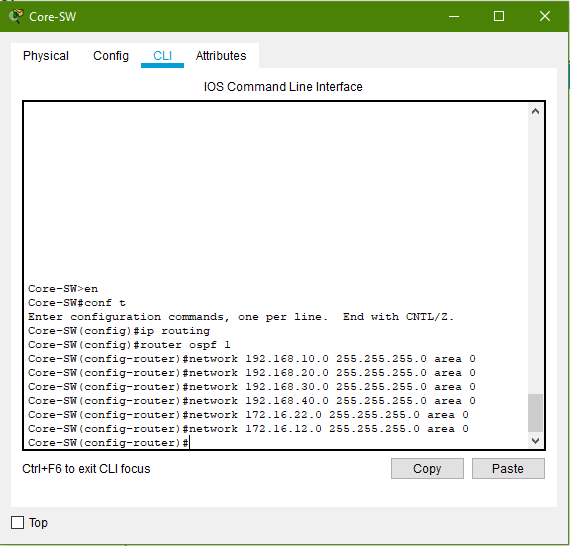 Core-SW
Physical Config CLI Attributes
IOS Command Line Interface
Core-SW>en
Core-SW#conf t
Enter configuration commands, one per line.  End with CNTL/Z.
Core-SW(config)#ip routing
Core-SW(config)#router ospf 1
Core-SW(config-router)#network 192.168.10.0 255.255.255.0 area 0
Core-SW(config-router)#network 192.168.20.0 255.255.255.0 area 0
Core-SW(config-router)#network 192.168.30.0 255.255.255.0 area 0
Core-SW(config-router)#network 192.168.40.0 255.255.255.0 area 0
Core-SW(config-router)#network 172.16.22.0 255.255.255.0 area 0
Core-SW(config-router)#network 172.16.12.0 255.255.255.0 area 0
Core-SW(config-router)#
Ctrl+F6 to exit CLI focus Copy Paste
Top